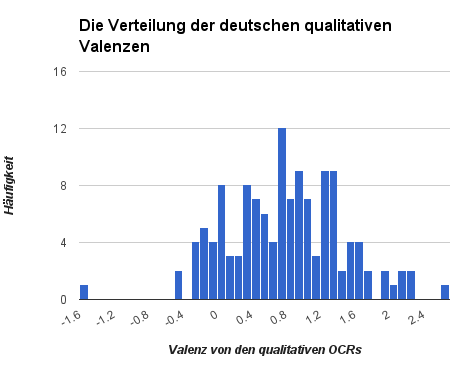 Die Verteilung der deutschen qualitativen
Valenzen
16
12
8
4
0
Häufigkeit
-1.6 -1.2 -0.8 -0.4 0 0.4 0.8 1.2 1.6 2 2.4
Valenz von den qualitativen OCRs